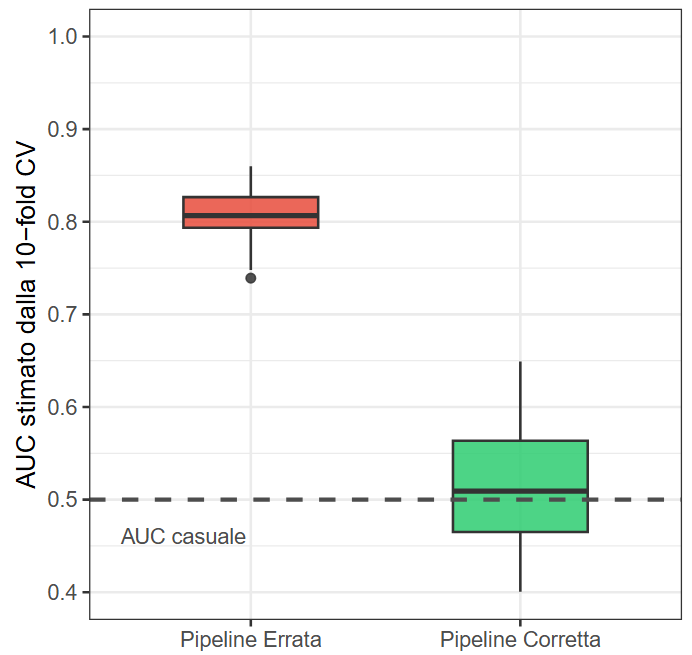 AUC stimato dalla 10−fold CV
1.0
0.9
0.8
0.7
0.6
0.5
0.4
AUC casuale
Pipeline Errata
Pipeline Corretta